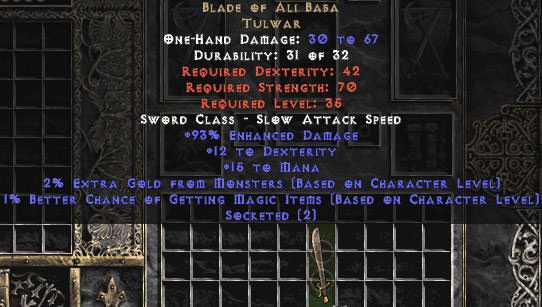 Blade of Ali Baba
Tulwar
One-Hand Damage: 30 to 67
Durability: 31 of 32
Required Dexterity: 42
Required Strength: 70
Required Level: 35
Sword Class - Slow Attack Speed
+93% Enhanced Damage
+12 to Dexterity
+15 to Mana
2% Extra Gold from Monsters (Based on Character Level)
1% Better Chance of Getting Magic Items (Based on Character Level)
Socketed (2)